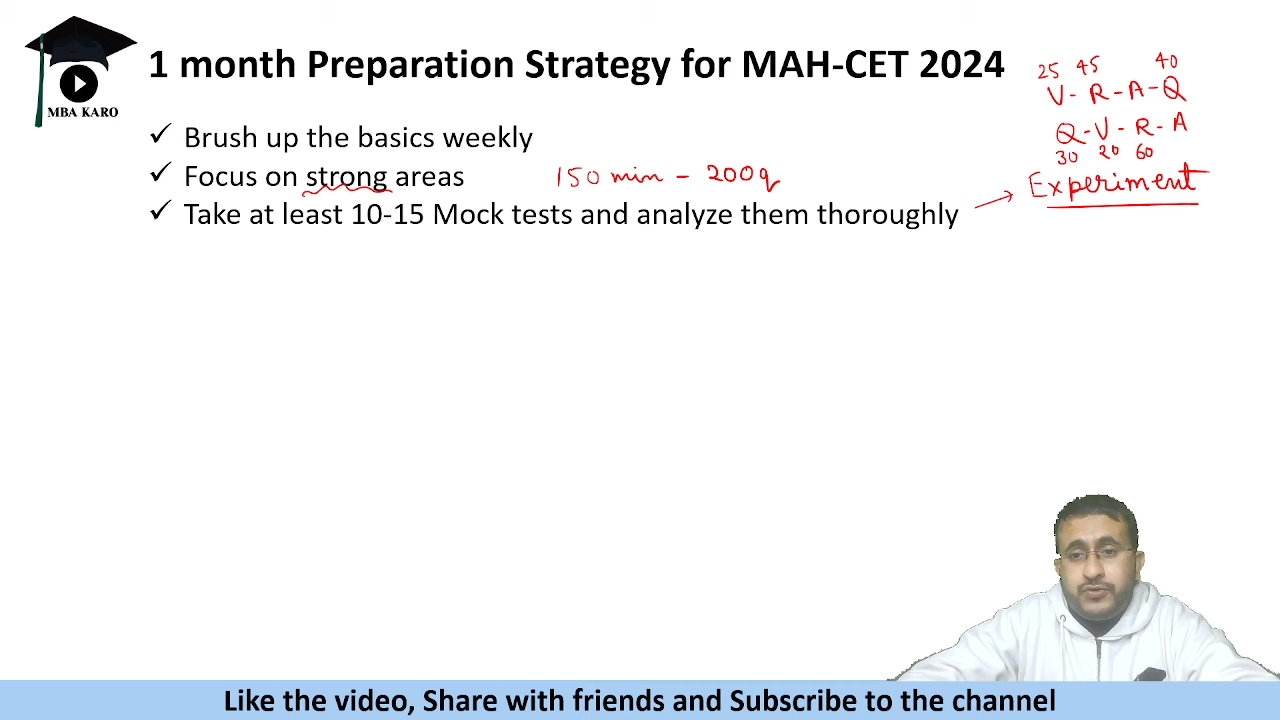 1 month Preparation Strategy for MAH-CET 2024
MBA KARO
25 45 40
V - R - A - Q
Q - V - R - A
30 20 60
Experiment
✓ Brush up the basics weekly
✓ Focus on strong areas
150 min - 200q
✓ Take at least 10-15 Mock tests and analyze them thoroughly
Like the video, Share with friends and Subscribe to the channel